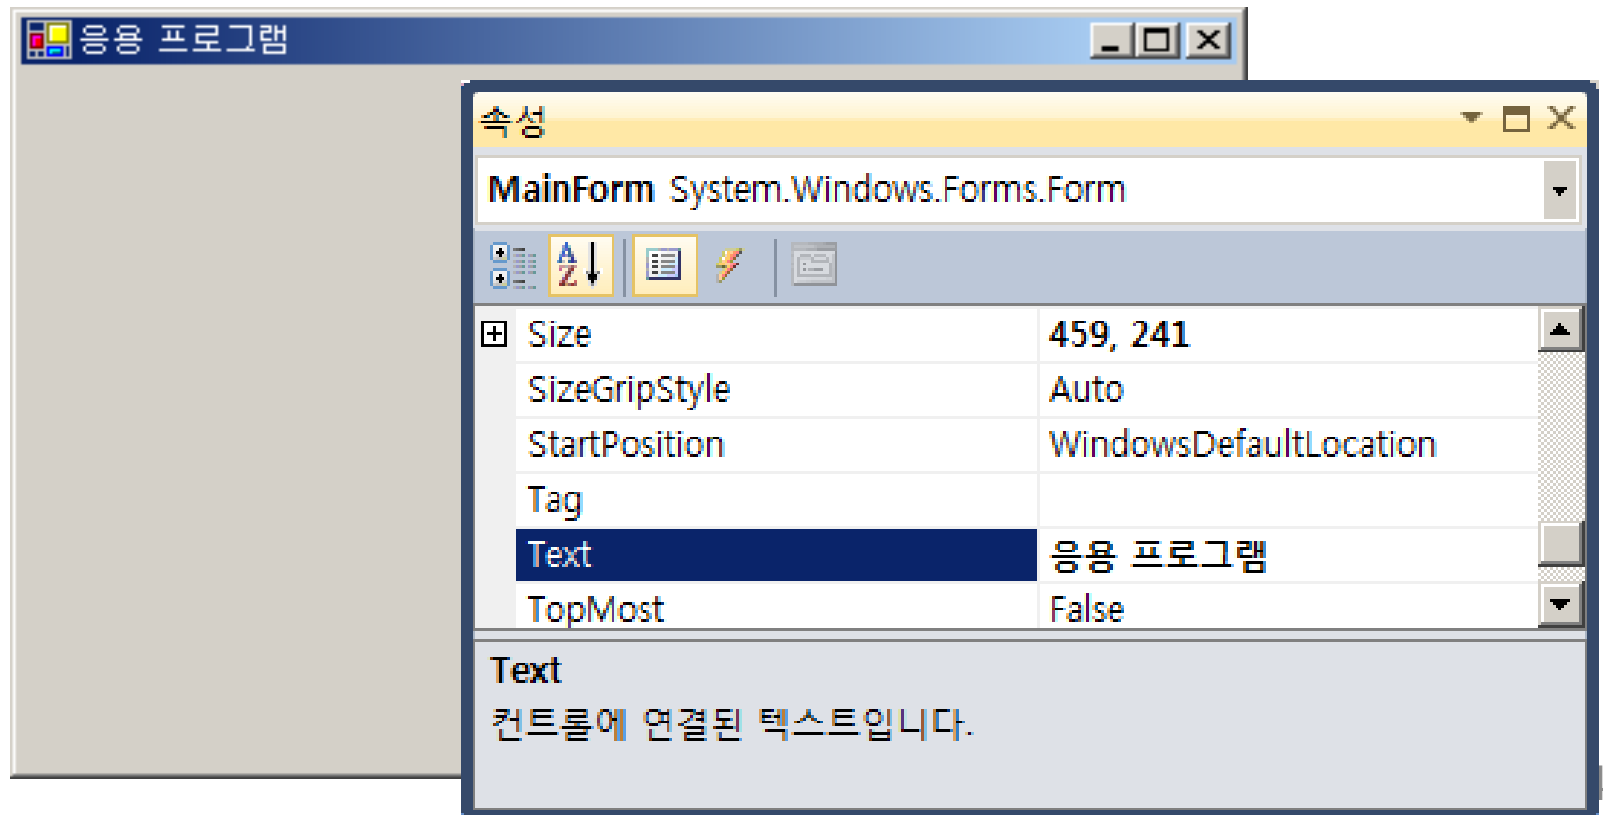 응용 프로그램
속성
MainForm System.Windows.Forms.Form
Size 459, 241
SizeGripStyle Auto
StartPosition WindowsDefaultLocation
Tag
Text 응용 프로그램
TopMost False
Text
컨트롤에 연결된 텍스트입니다.